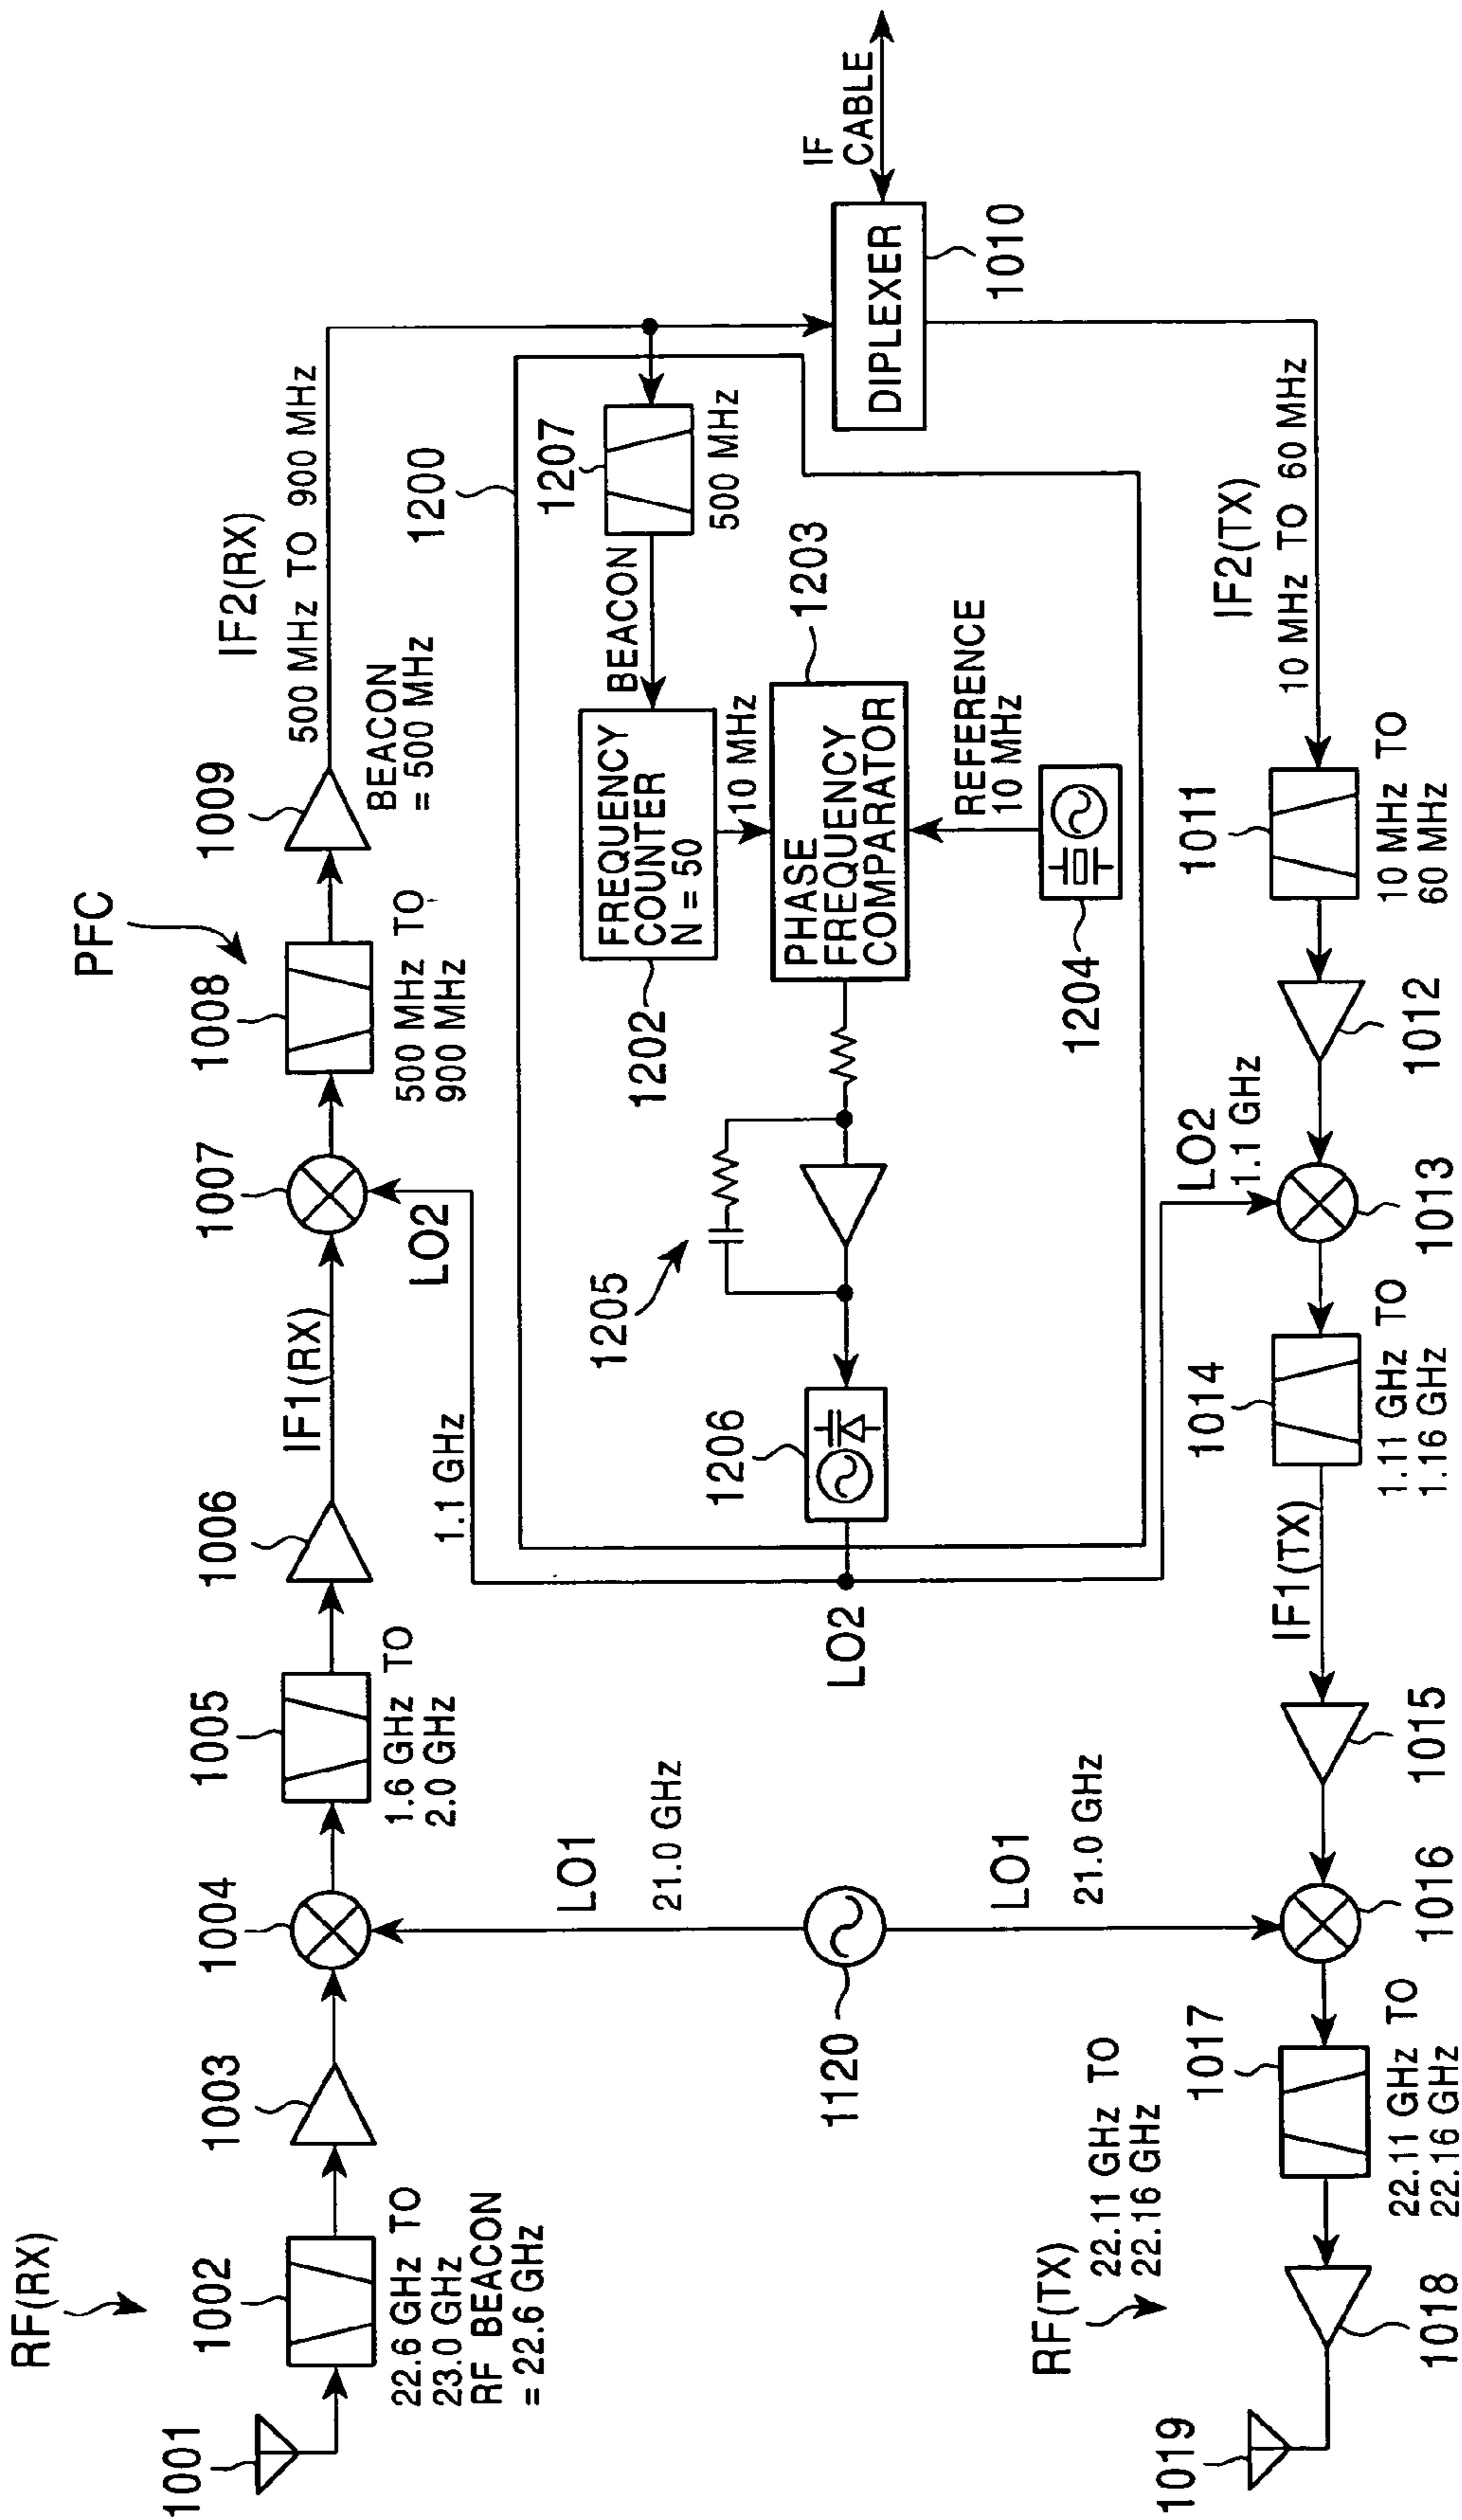 RF(RX)
PFC
1001
1002
22.6 GHz TO
23.0 GHz
RF BEACON
= 22.6 GHz
1003
1004
1005
1.6 GHz TO
2.0 GHz
1006
IF1(RX)
1007
LO2
1.1 GHz
1008
500 MHz TO
900 MHz
1009
BEACON
= 500 MHz
IF2(RX)
500 MHz TO 900 MHz
1200
1207
500 MHz
BEACON
1202
FREQUENCY
COUNTER
N = 50
10 MHz
1203
PHASE
FREQUENCY
COMPARATOR
REFERENCE
10 MHz
1204
1205
1206
LO2
LO1
21.0 GHz
1120
LO1
21.0 GHz
IF
CABLE
DIPLEXER
1010
IF2(TX)
10 MHz TO 60 MHz
1011
10 MHz TO
60 MHz
1012
LO2
1.1 GHz
1013
1014
1.11 GHz TO
1.16 GHz
IF1(TX)
1015
1016
1017
22.11 GHz TO
22.16 GHz
RF(TX)
22.11 GHz TO
22.16 GHz
1018
1019